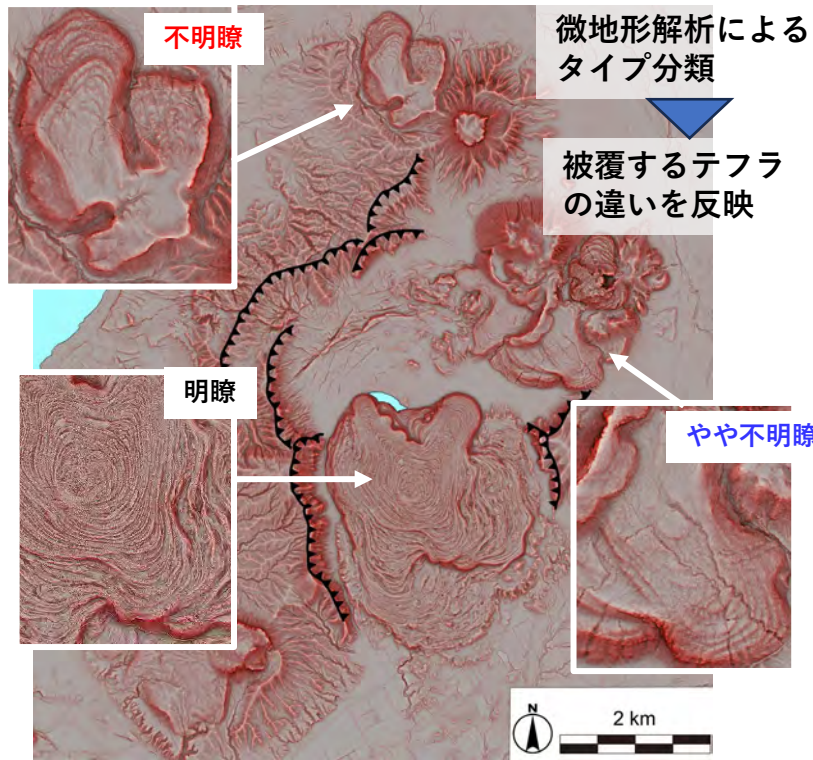 不明瞭
微地形解析による
タイプ分類
被覆するテフラ
の違いを反映
明瞭
やや不明瞭
N
2 km